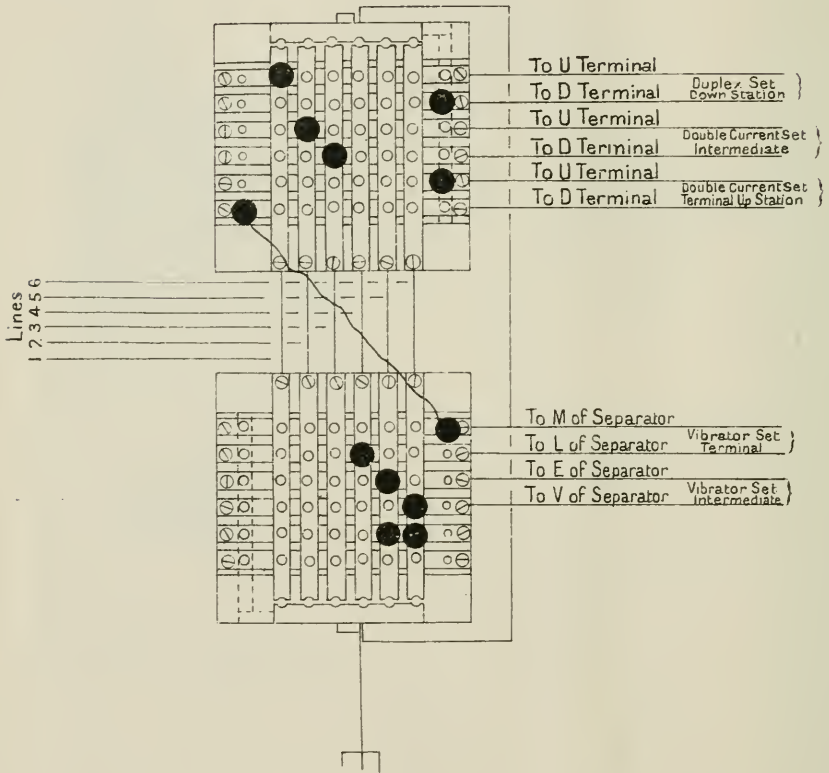 To U Terminal
To D Terminal
Duplex Set
Down Station
To U Terminal
To D Terminal
Double Current Set
Intermediate
To U Terminal
To D Terminal
Double Current Set
Terminal Up Station
Lines
1 2 3 4 5 6
To M of Separator
To L of Separator
Vibrator Set
Terminal
To E of Separator
To V of Separator
Vibrator Set
Intermediate